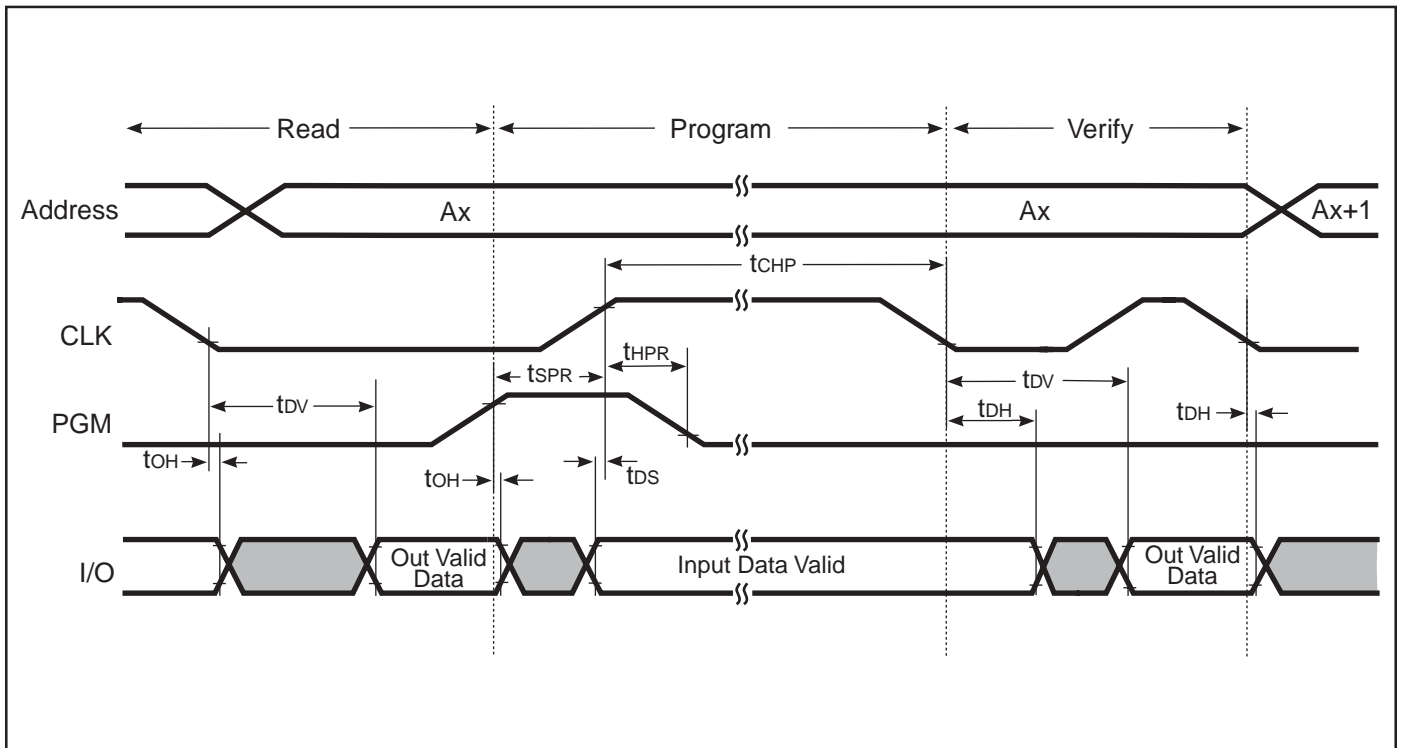 Read
Program
Verify
Address
Ax
Ax
Ax+1
tCHP
CLK
tHPR
tSPR
tDV
tDV
PGM
tDH
tDH
tOH
tOH
tDS
I/O
Out Valid
Data
Input Data Valid
Out Valid
Data